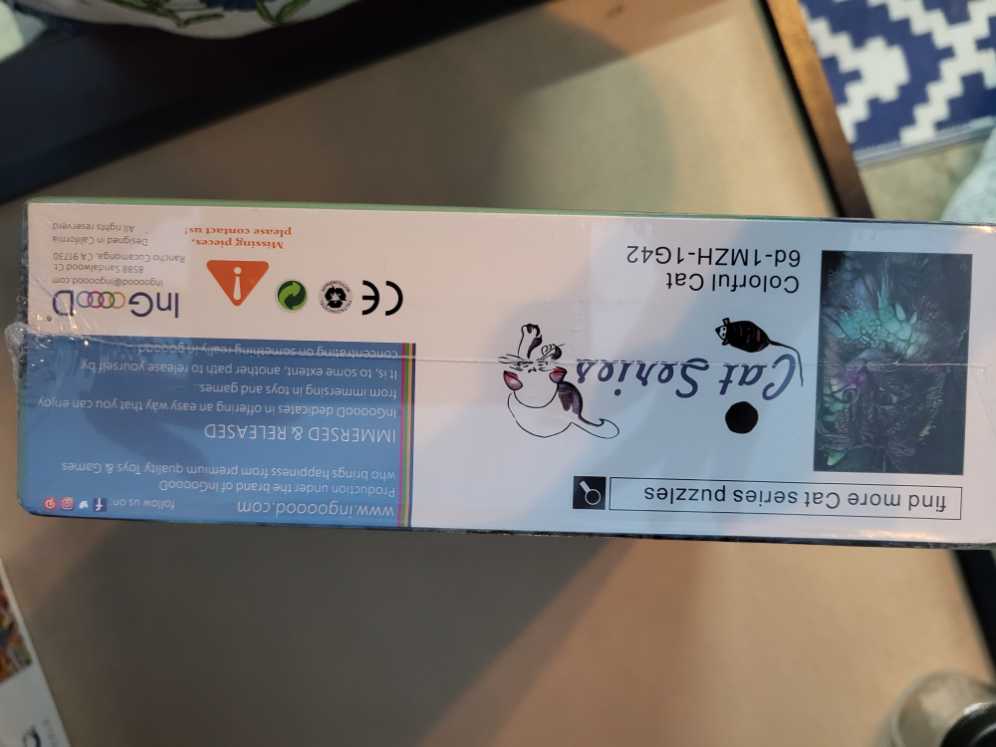 find more Cat series puzzles
Cat Series
Colorful Cat
6d-1MZH-1G42
www.ingooood.com
follow us on
Production under the brand of InGooooD
who brings happiness from premium quality Toys & Games
IMMERSED & RELEASED
InGooooD dedicates in offering an easy way that you can enjoy
from immersing in toys and games.
It is, to some extent, another path to release yourself by
concentrating on something really in goooood!
CE
Missing pieces,
please contact us!
InGooooD®
ingooood@ingooood.com
8588 Sandalwood Ct
Rancho Cucamonga, CA 91730
Designed in California
All rights reserverd